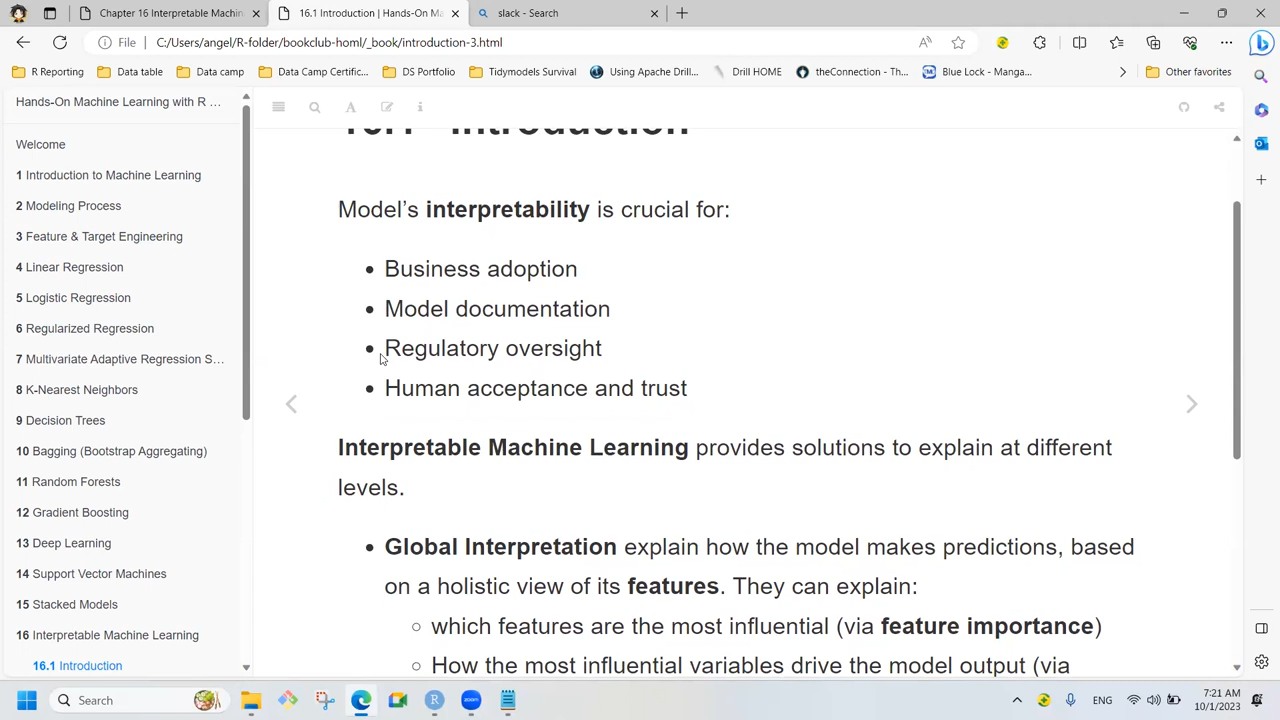 Chapter 16 Interpretable Machin
16.1 Introduction | Hands-On Ma
slack - Search
File
C:/Users/angel/R-folder/bookclub-homl/_book/introduction-3.html
R Reporting
Data table
Data camp
Data Camp Certific...
DS Portfolio
Tidymodels Survival
Using Apache Drill...
Drill HOME
theConnection - Th...
Blue Lock - Manga...
Other favorites
Hands-On Machine Learning with R ...
Welcome
1 Introduction to Machine Learning
2 Modeling Process
3 Feature & Target Engineering
4 Linear Regression
5 Logistic Regression
6 Regularized Regression
7 Multivariate Adaptive Regression S...
8 K-Nearest Neighbors
9 Decision Trees
10 Bagging (Bootstrap Aggregating)
11 Random Forests
12 Gradient Boosting
13 Deep Learning
14 Support Vector Machines
15 Stacked Models
16 Interpretable Machine Learning
16.1 Introduction
16.1 Introduction
Model's interpretability is crucial for:
• Business adoption
• Model documentation
• Regulatory oversight
• Human acceptance and trust
Interpretable Machine Learning provides solutions to explain at different
levels.
• Global Interpretation explain how the model makes predictions, based
on a holistic view of its features. They can explain:
○ which features are the most influential (via feature importance)
○ How the most influential variables drive the model output (via
Search
zoom
ENG
7:21 AM
10/1/2023